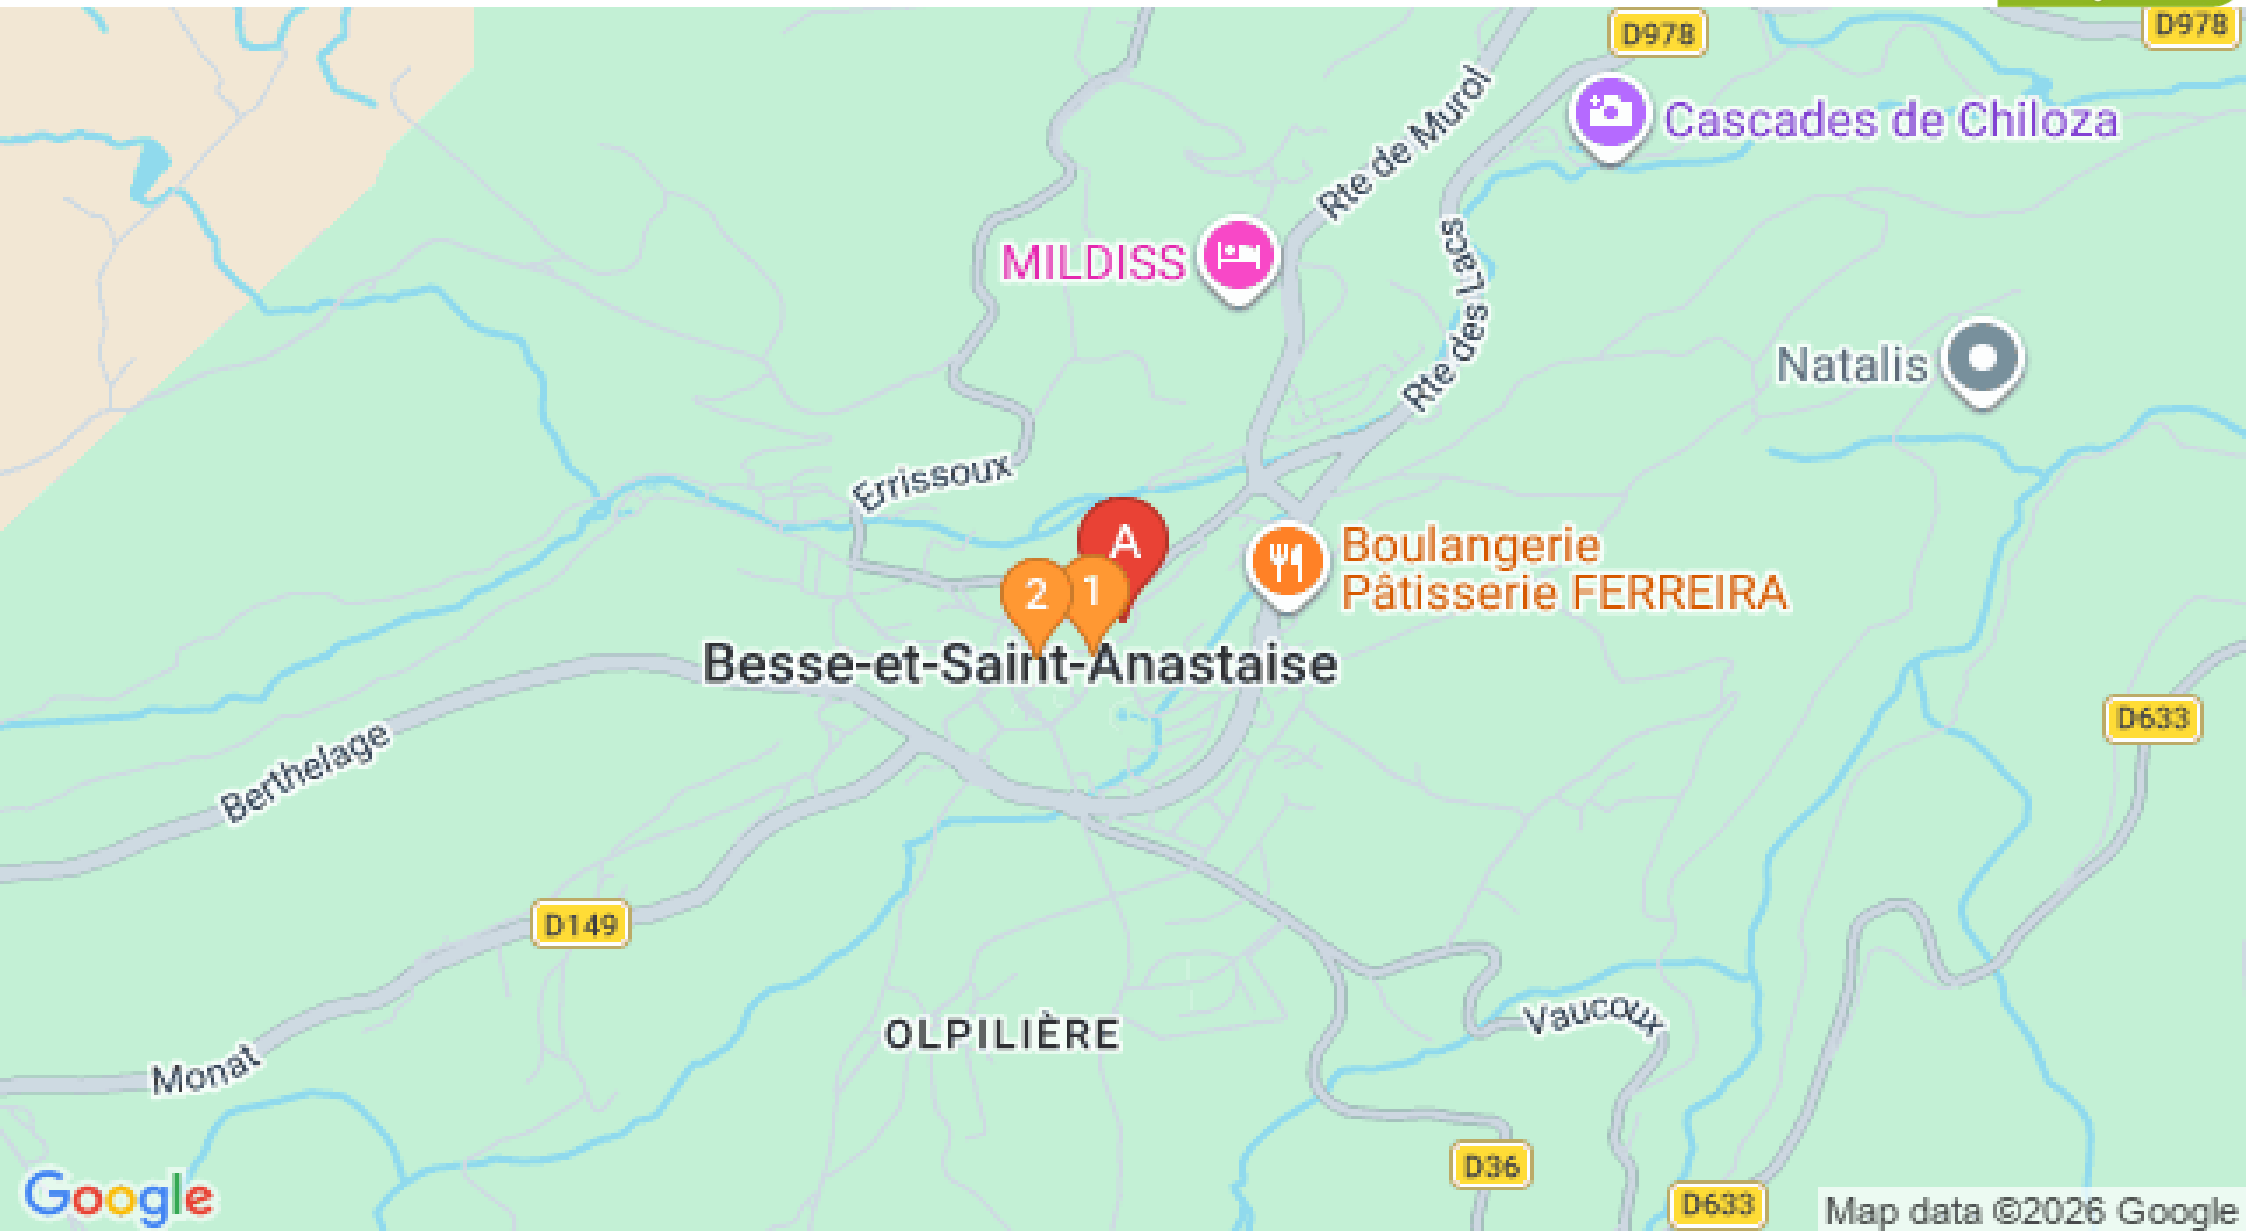 D978
D978
Rte de Murol
Cascades de Chiloza
MILDISS
Rte des Lacs
Natalis
Errissoux
A
Boulangerie
Pâtisserie FERREIRA
2
1
Besse-et-Saint-Anastaise
D633
Berthelage
D149
Vaucoux
OLPILIÈRE
Monat
D36
D633
Google
Map data ©2026 Google